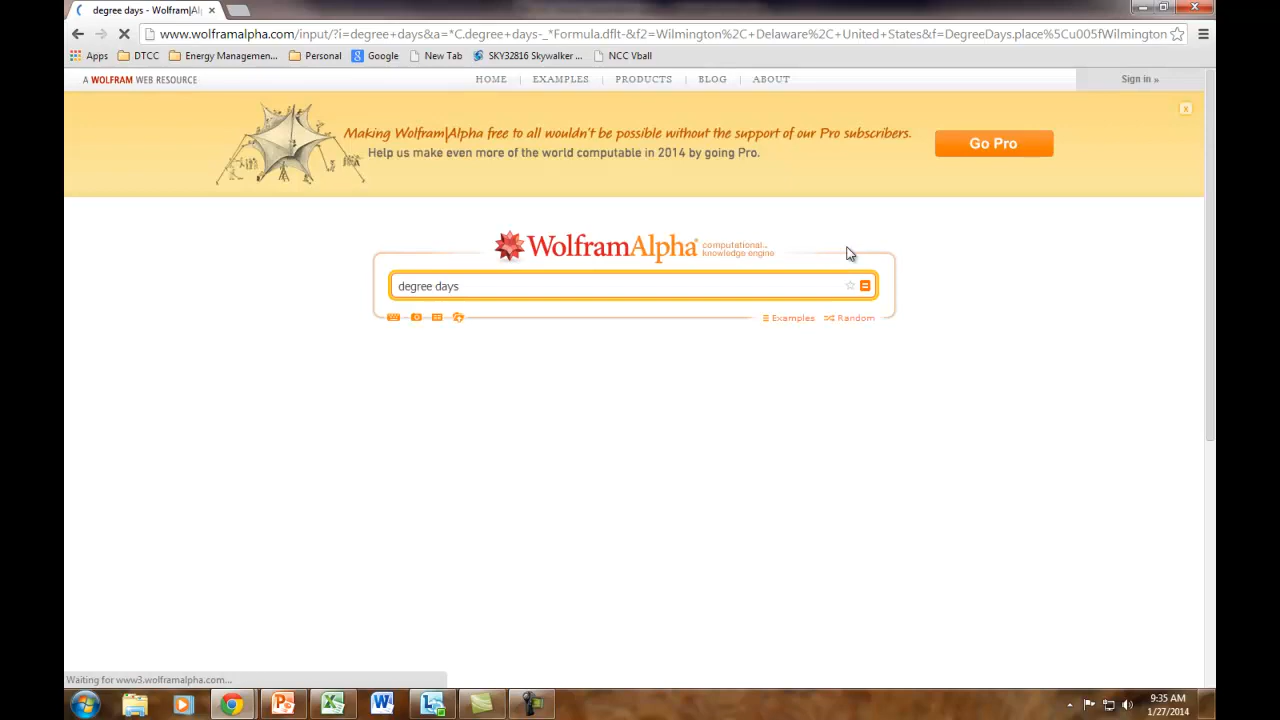 degree days - Wolfram|Al
www.wolframalpha.com/input/?i=degree+days&a=*C.degree+days-_*Formula.dflt-&f2=Wilmington%2C+Delaware%2C+United+States&f=DegreeDays.place%5Cu005fWilmington
Apps DTCC Energy Managemen... Personal Google New Tab SKY32816 Skywalker ... NCC Vball
A WOLFRAM WEB RESOURCE HOME EXAMPLES PRODUCTS BLOG ABOUT Sign in »
Making Wolfram|Alpha free to all wouldn't be possible without the support of our Pro subscribers.
Help us make even more of the world computable in 2014 by going Pro.
Go Pro
WolframAlpha computational...
knowledge engine
degree days
Examples Random
Waiting for www3.wolframalpha.com...
9:35 AM
1/27/2014